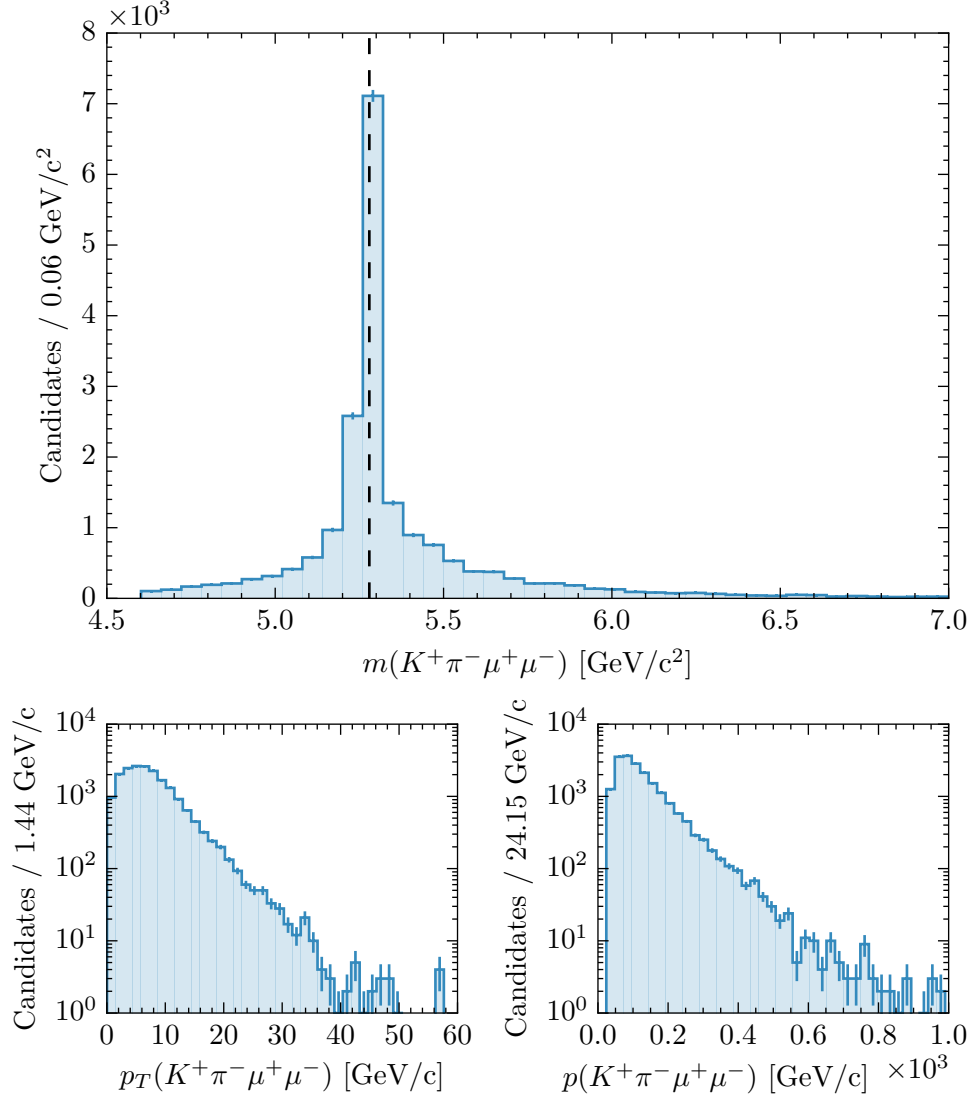 ×10³
Candidates / 0.06 GeV/c²
8
7
6
5
4
3
2
1
0
4.5 5.0 5.5 6.0 6.5 7.0
m(K⁺π⁻μ⁺μ⁻) [GeV/c²]
Candidates / 1.44 GeV/c
10⁴
10³
10²
10¹
10⁰
0 10 20 30 40 50 60
p_T(K⁺π⁻μ⁺μ⁻) [GeV/c]
Candidates / 24.15 GeV/c
10⁴
10³
10²
10¹
10⁰
0.0 0.2 0.4 0.6 0.8 1.0
p(K⁺π⁻μ⁺μ⁻) [GeV/c] ×10³